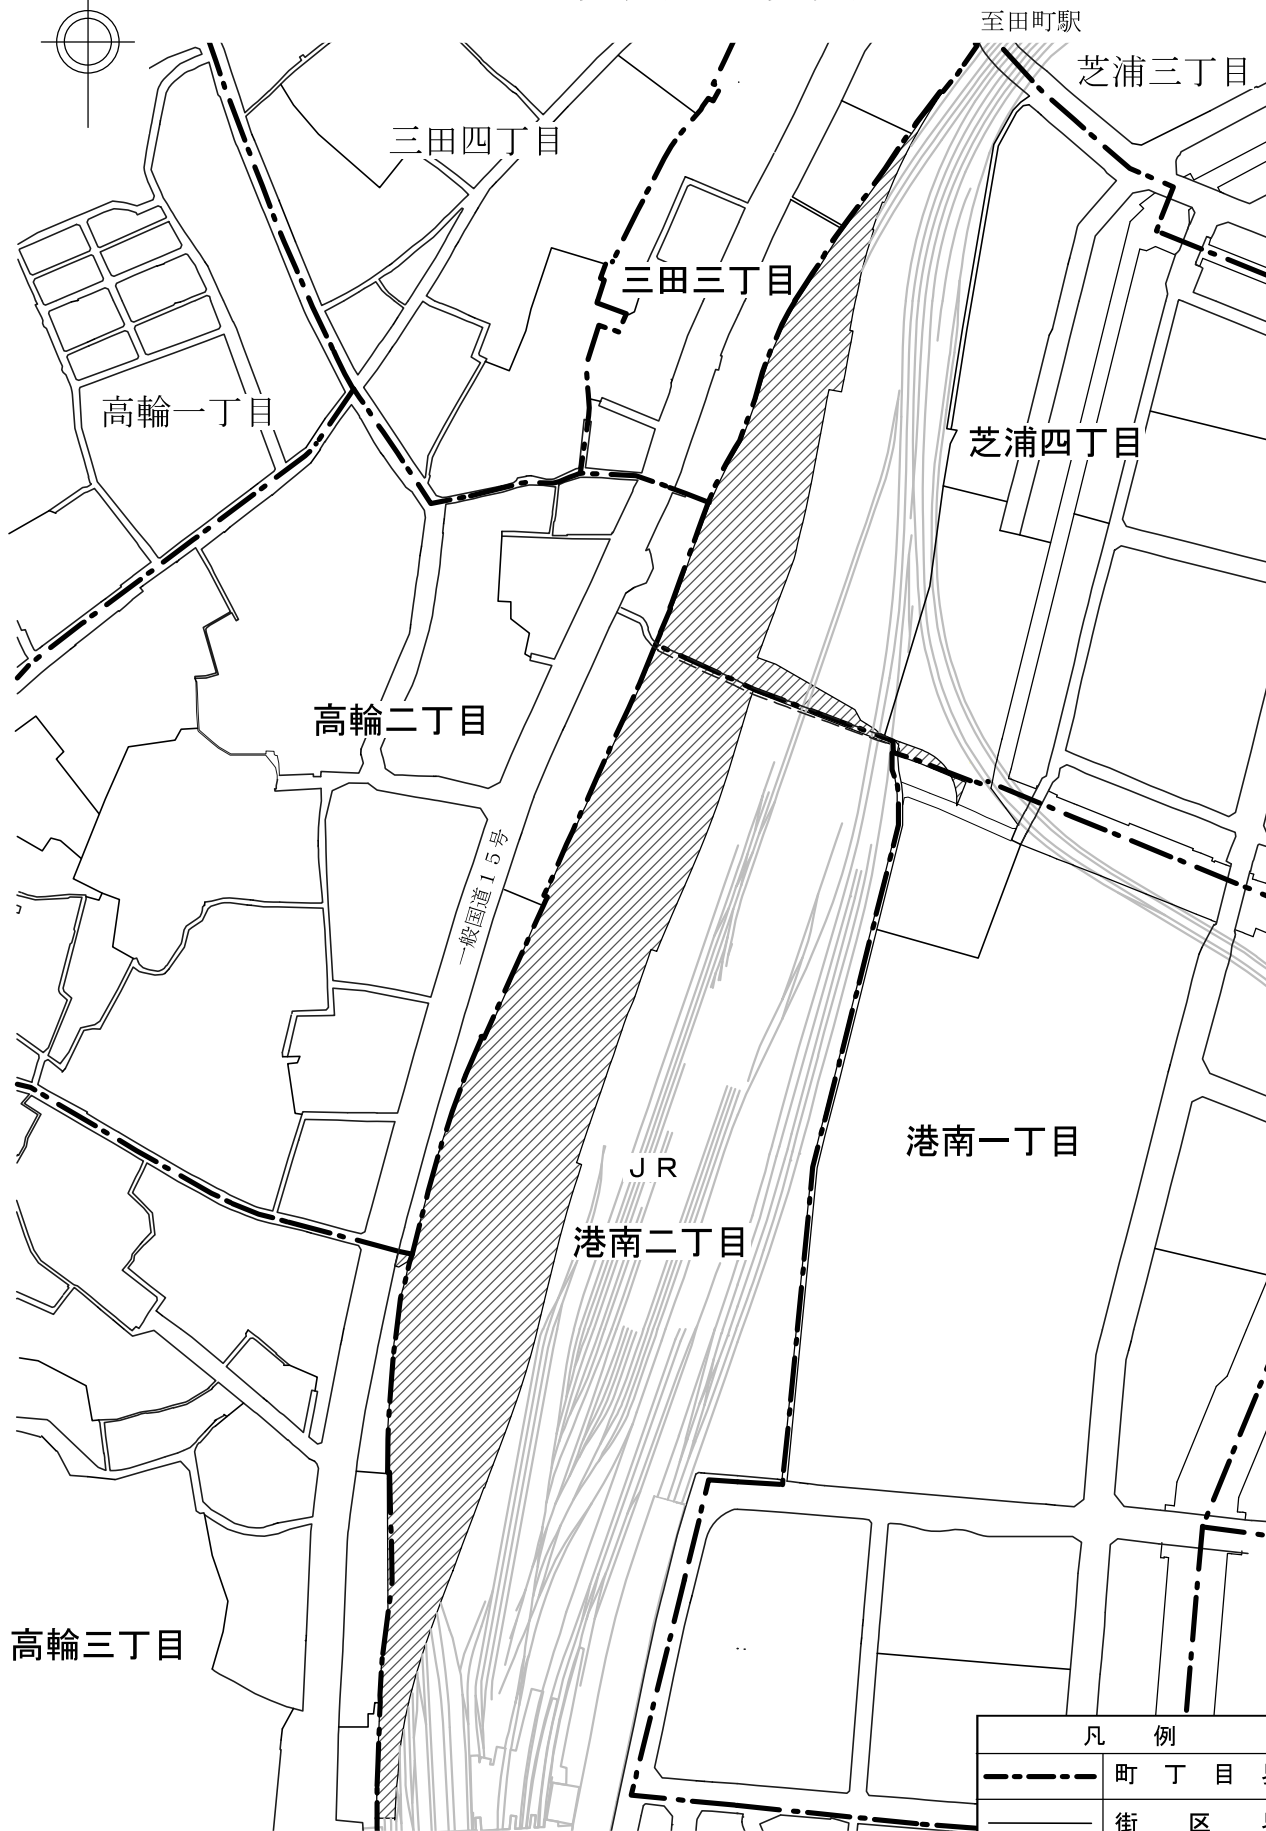 至田町駅
芝浦三丁目
三田四丁目
三田三丁目
高輪一丁目
芝浦四丁目
高輪二丁目
一般国道15号
港南一丁目
JR
港南二丁目
高輪三丁目
凡例
町丁目
街区